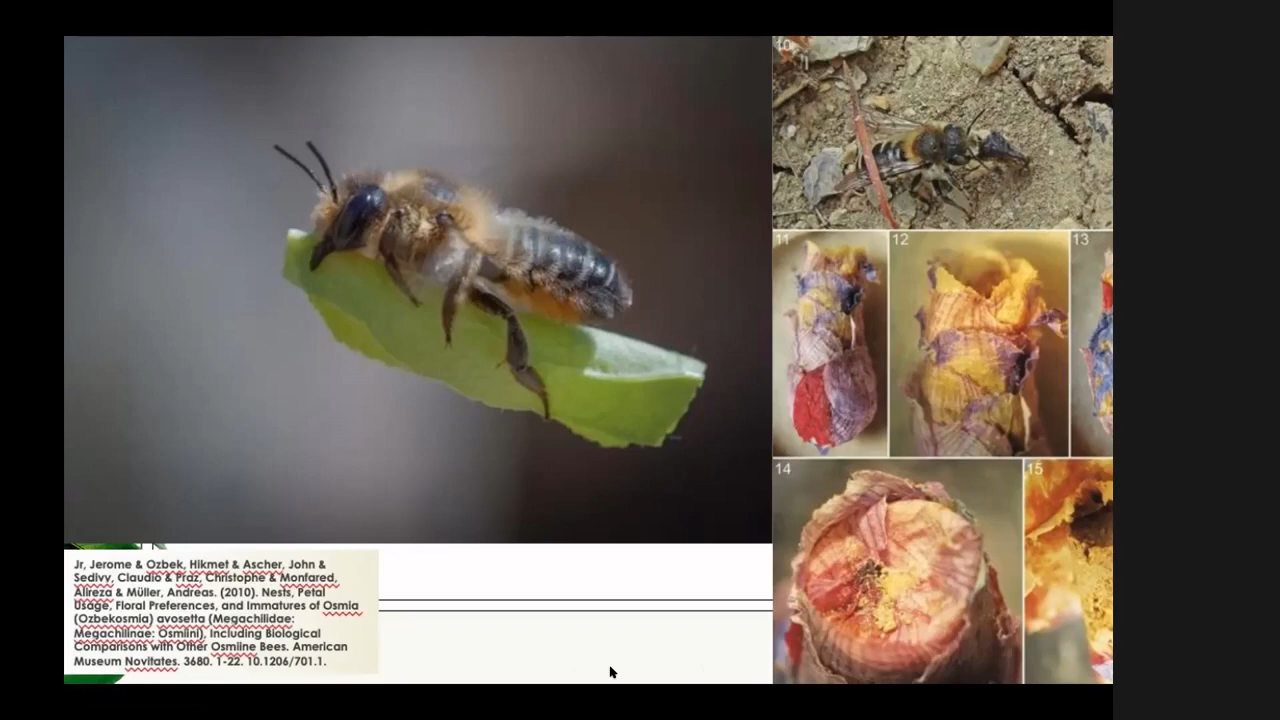 10
11
12
13
14
15
Jr, Jerome & Ozbek, Hikmet & Ascher, John &
Sedivy, Claudio & Praz, Christophe & Monfared,
Alireza & Müller, Andreas. (2010). Nests, Petal
Usage, Floral Preferences, and Immatures of Osmia
(Ozbekosmia) avosetta (Megachilidae:
Megachilinae: Osmiini), Including Biological
Comparisons with Other Osmiine Bees. American
Museum Novitates. 3680. 1-22. 10.1206/701.1.